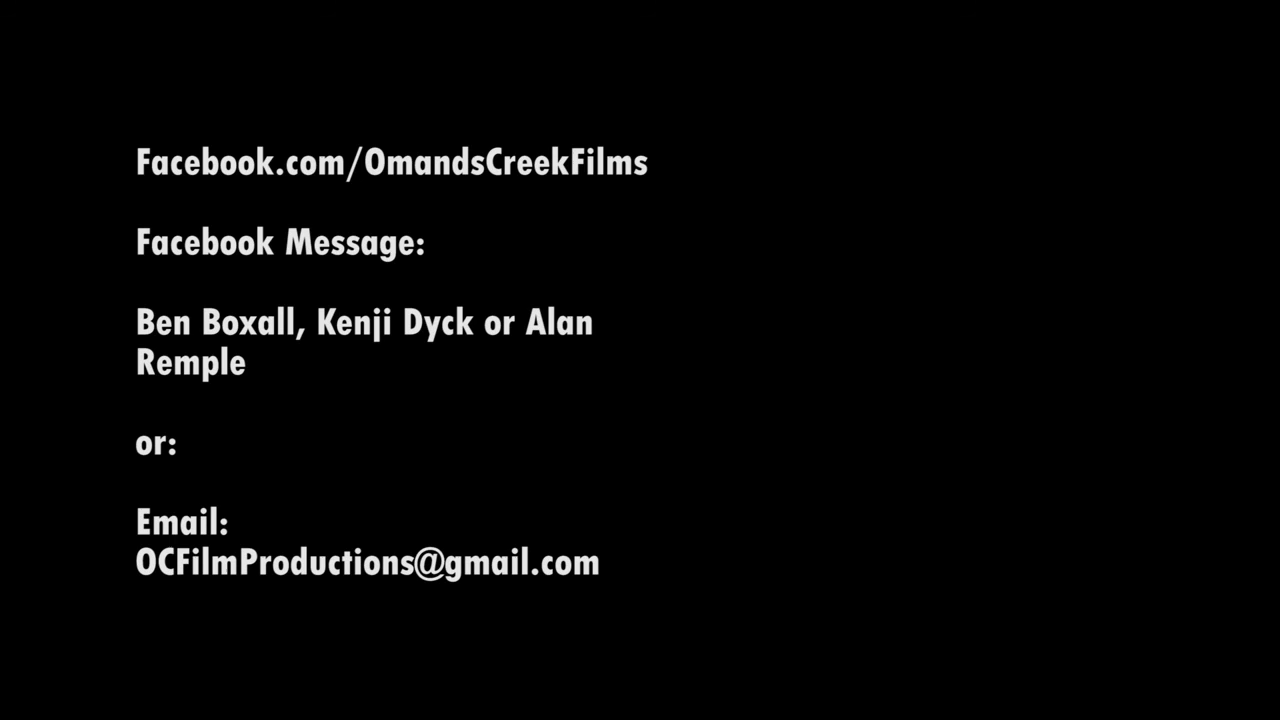 Facebook.com/OmandsCreekFilms
Facebook Message:
Ben Boxall, Kenji Dyck or Alan
Remple
or:
Email:
OCFilmProductions@gmail.com